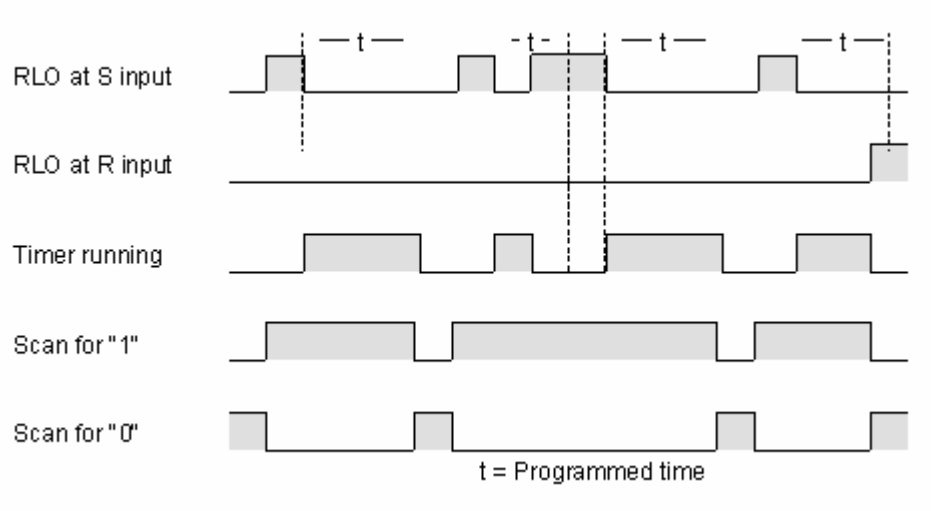 t t t t
RLO at S input
RLO at R input
Timer running
Scan for "1"
Scan for "0"
t = Programmed time